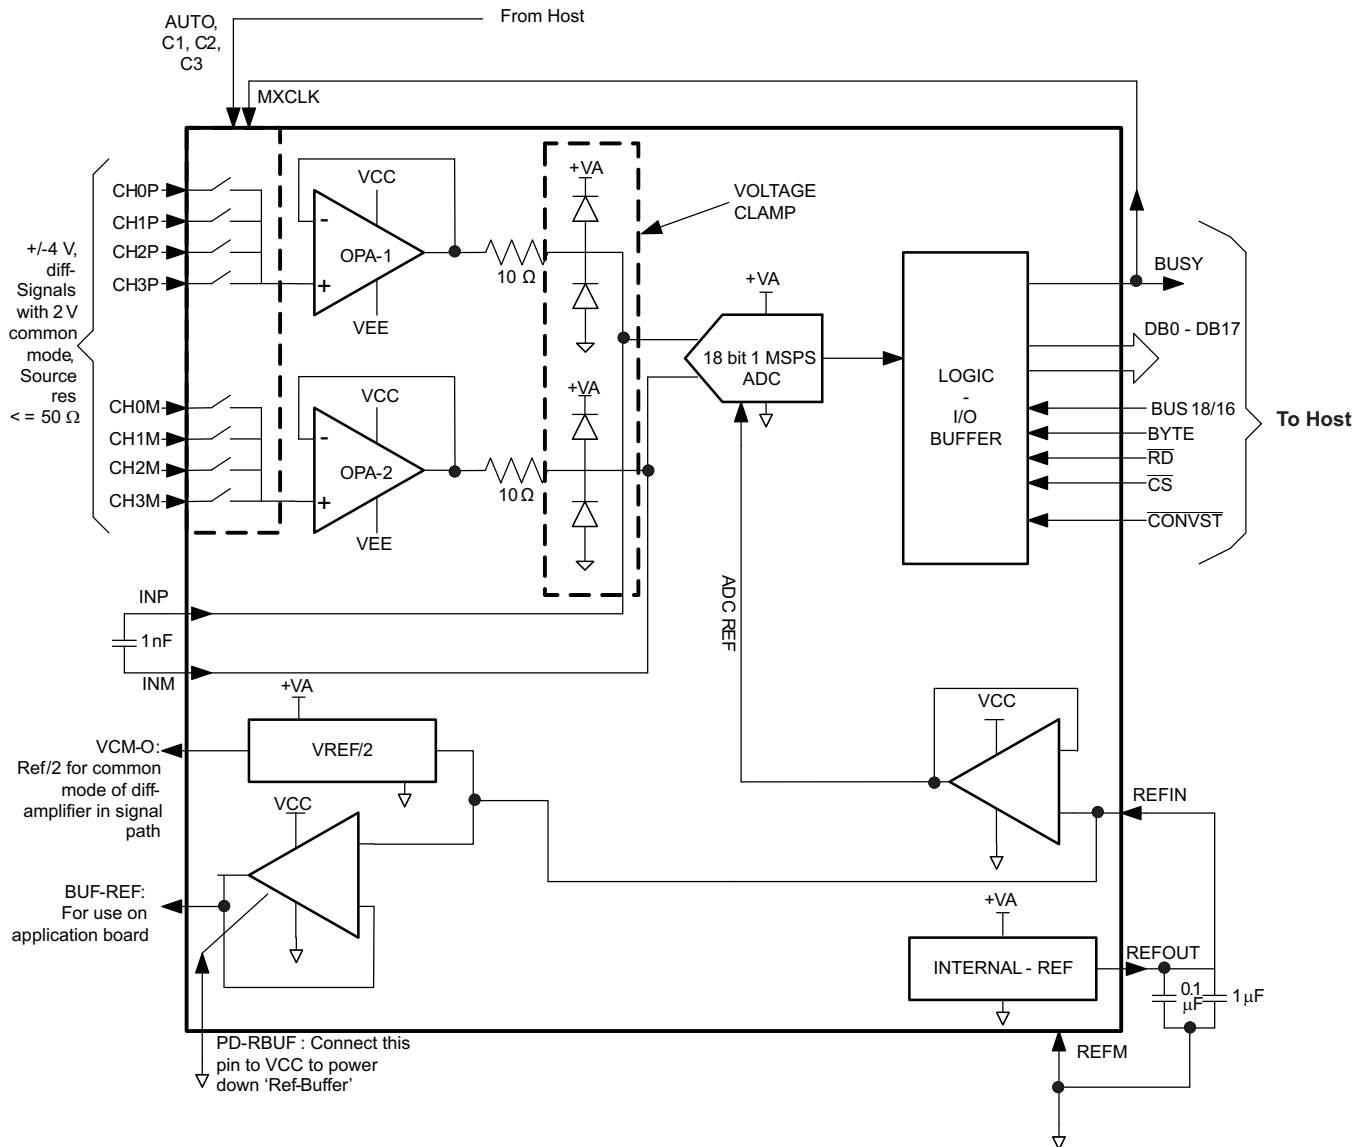 From Host
AUTO,
C1, C2,
C3
MXCLK
CH0P
CH1P
CH2P
CH3P
+/-4 V,
diff-
Signals
with 2 V
common
mode,
Source
res
< = 50 Ω
CH0M
CH1M
CH2M
CH3M
VCC
-
OPA-1
+
VEE
10 Ω
VCC
-
OPA-2
+
VEE
10 Ω
+VA
+VA
VOLTAGE
CLAMP
+VA
18 bit 1 MSPS
ADC
LOGIC
-
I/O
BUFFER
BUSY
DB0 - DB17
BUS 18/16
BYTE
RD
CS
CONVST
To Host
ADC REF
INP
1 nF
INM
+VA
VREF/2
VCM-O:
Ref/2 for common
mode of diff-
amplifier in signal
path
VCC
BUF-REF:
For use on
application board
PD-RBUF : Connect this
pin to VCC to power
down ‘Ref-Buffer’
VCC
REFIN
+VA
INTERNAL - REF
REFOUT
0.1
μF
1 μF
REFM